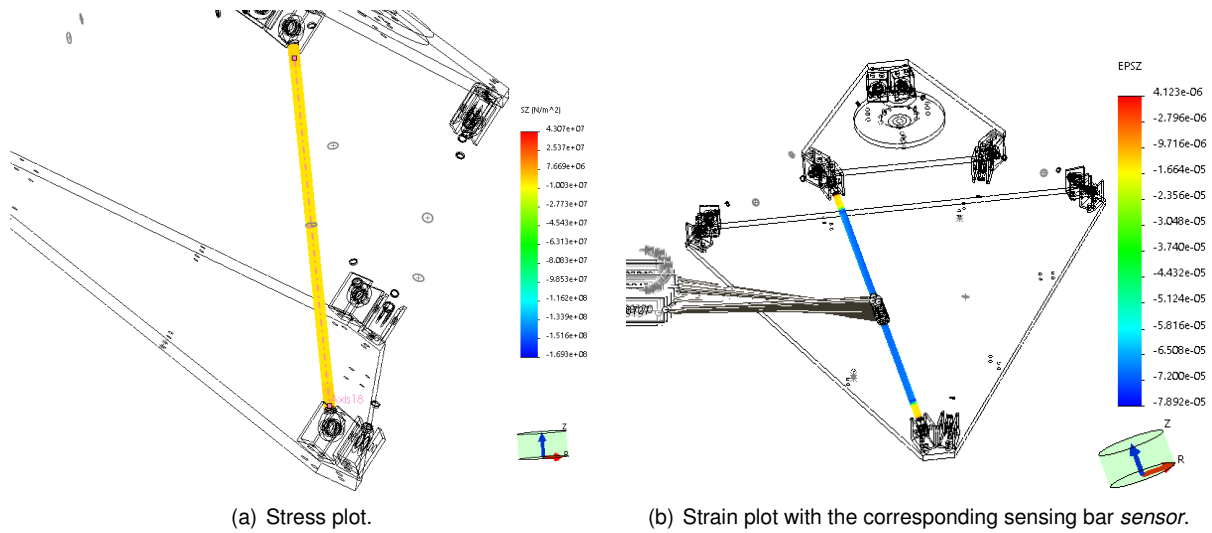 SZ (N/m^2)
4.307e+07
2.537e+07
7.669e+06
-1.003e+07
-2.773e+07
-4.543e+07
-6.313e+07
-8.083e+07
-9.853e+07
-1.162e+08
-1.339e+08
-1.516e+08
-1.693e+08
Axis18
Z
(a) Stress plot.
EPSZ
4.123e-06
-2.796e-06
-9.716e-06
-1.664e-05
-2.356e-05
-3.048e-05
-3.740e-05
-4.432e-05
-5.124e-05
-5.816e-05
-6.508e-05
-7.200e-05
-7.892e-05
Z
R
(b) Strain plot with the corresponding sensing bar sensor.